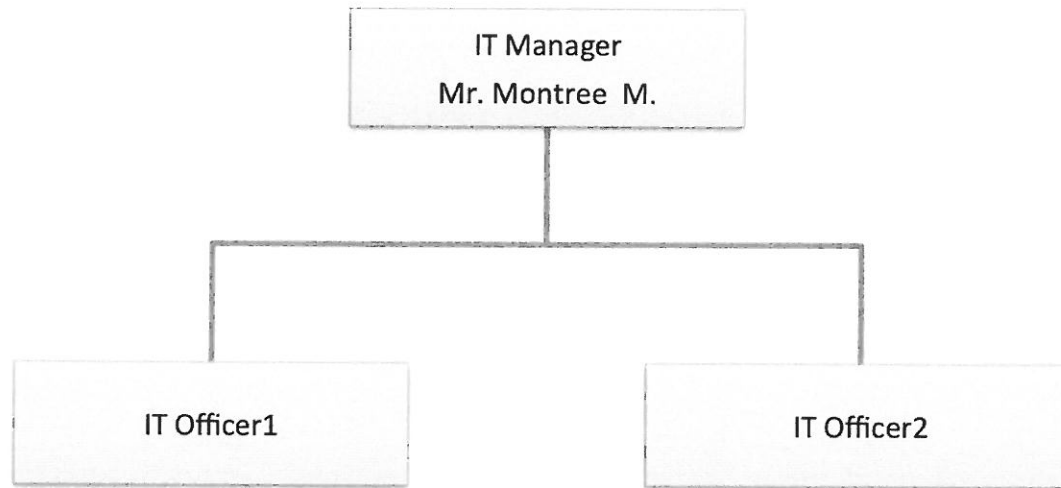 IT Manager
Mr. Montree M.
IT Officer1
IT Officer2